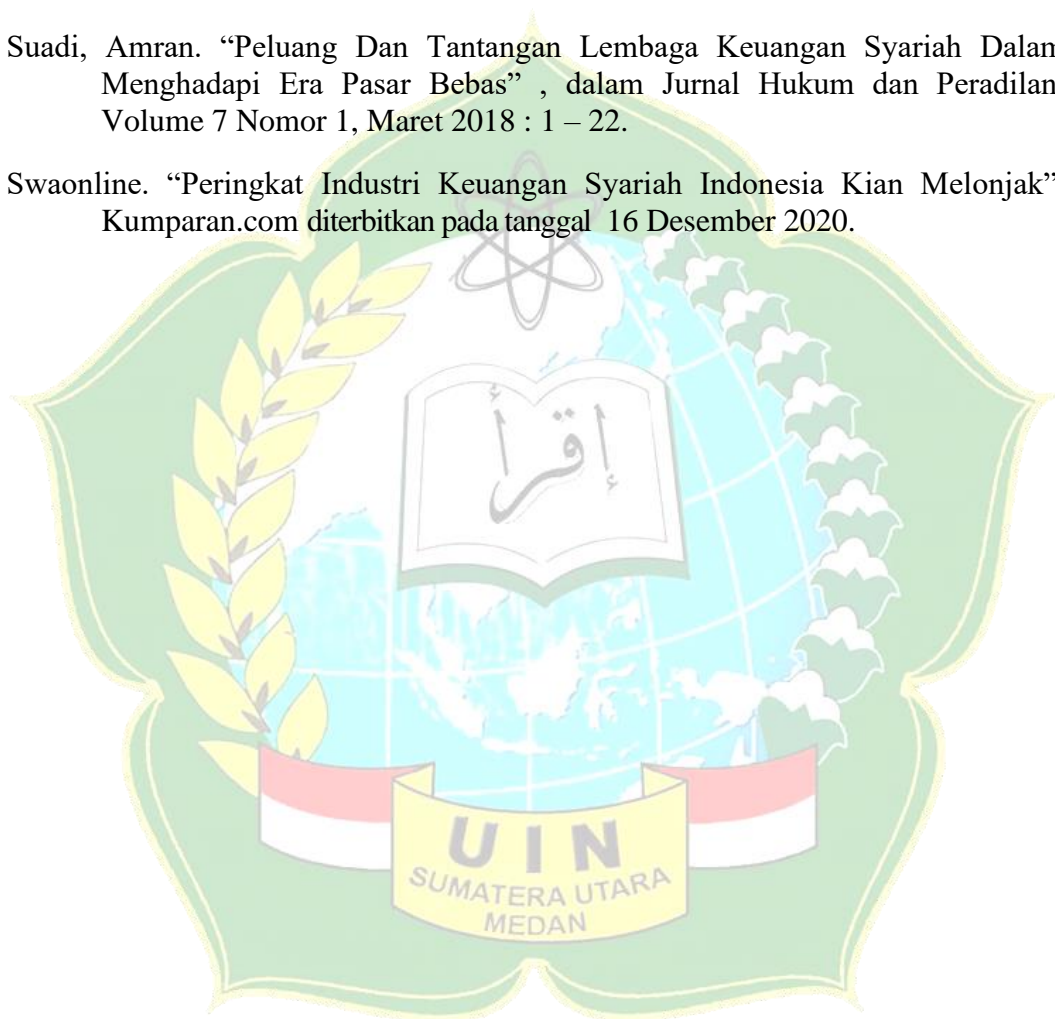 Suadi, Amran. “Peluang Dan Tantangan Lembaga Keuangan Syariah Dalam
Menghadapi Era Pasar Bebas” , dalam Jurnal Hukum dan Peradilan
Volume 7 Nomor 1, Maret 2018 : 1 – 22.
Swaonline. “Peringkat Industri Keuangan Syariah Indonesia Kian Melonjak”
Kumparan.com diterbitkan pada tanggal 16 Desember 2020.
إقرأ
UIN
SUMATERA UTARA
MEDAN